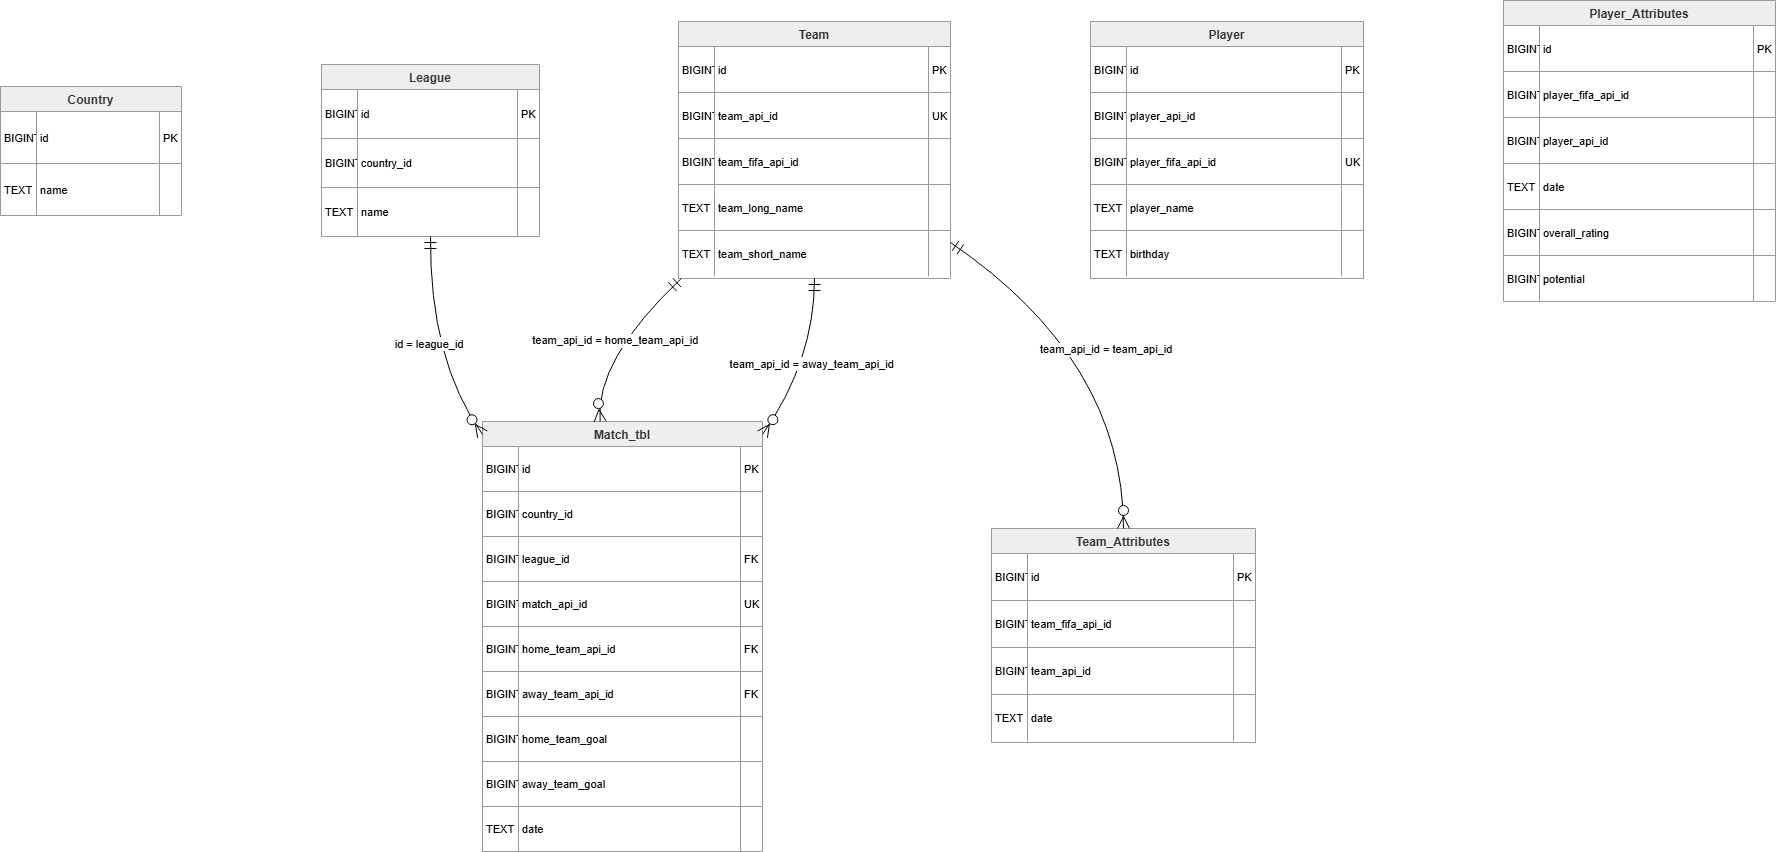 Country
BIGINT id PK
TEXT name
League
BIGINT id PK
BIGINT country_id
TEXT name
Team
BIGINT id PK
BIGINT team_api_id UK
BIGINT team_fifa_api_id
TEXT team_long_name
TEXT team_short_name
Player
BIGINT id PK
BIGINT player_api_id
BIGINT player_fifa_api_id UK
TEXT player_name
TEXT birthday
Player_Attributes
BIGINT id PK
BIGINT player_fifa_api_id
BIGINT player_api_id
TEXT date
BIGINT overall_rating
BIGINT potential
id = league_id
team_api_id = home_team_api_id
team_api_id = away_team_api_id
team_api_id = team_api_id
Match_tbl
BIGINT id PK
BIGINT country_id
BIGINT league_id FK
BIGINT match_api_id UK
BIGINT home_team_api_id FK
BIGINT away_team_api_id FK
BIGINT home_team_goal
BIGINT away_team_goal
TEXT date
Team_Attributes
BIGINT id PK
BIGINT team_fifa_api_id
BIGINT team_api_id
TEXT date